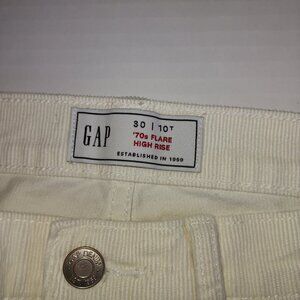 GAP
30 | 10T
'70s FLARE
HIGH RISE
ESTABLISHED IN 1969